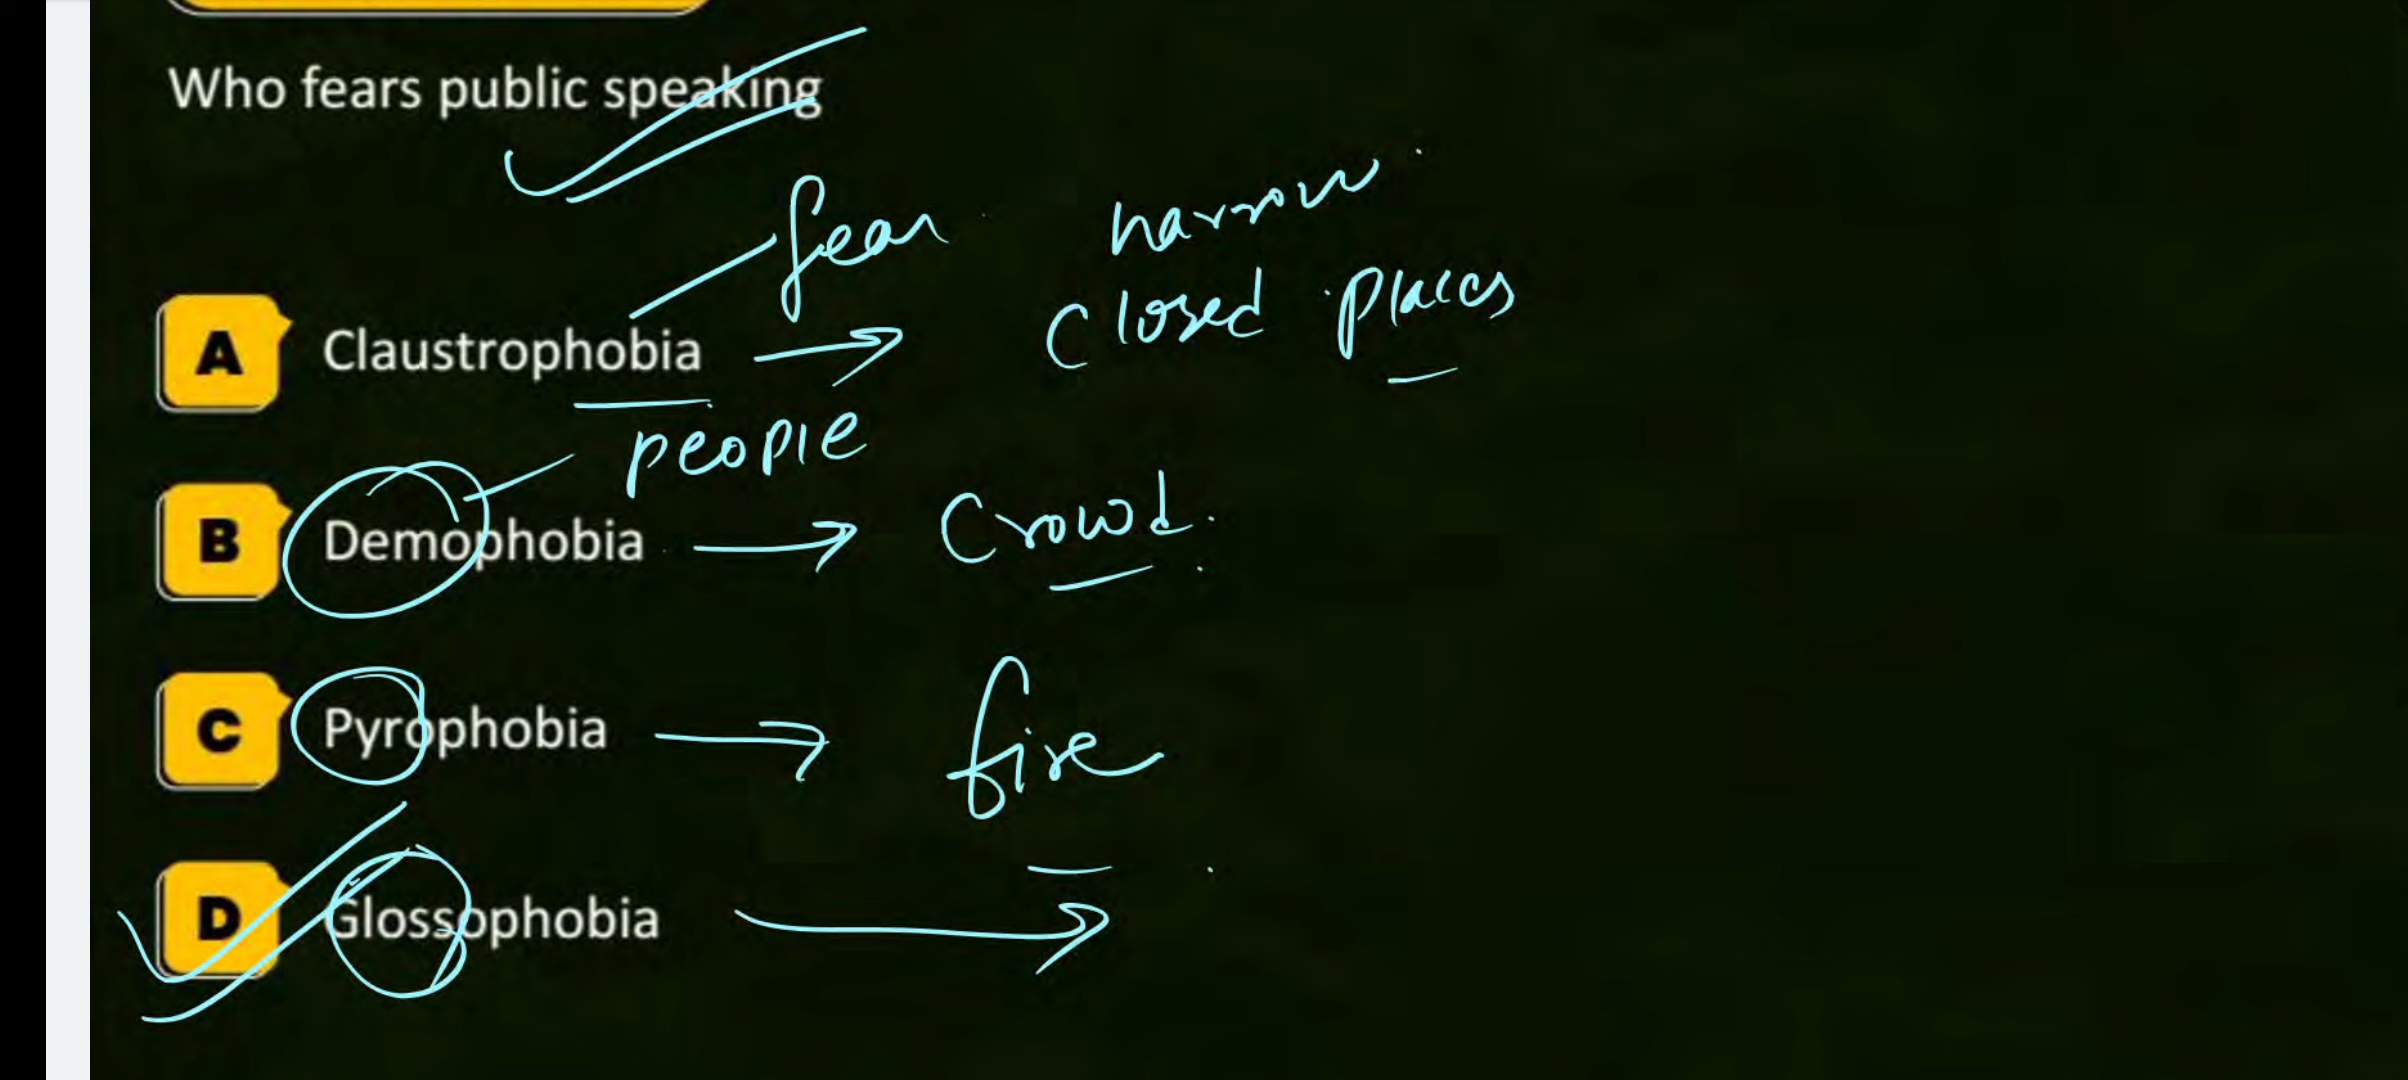 Who fears public speaking
fear narrow
closed places
A Claustrophobia
people
B Demophobia crowd.
C Pyrophobia fire
D Glossophobia